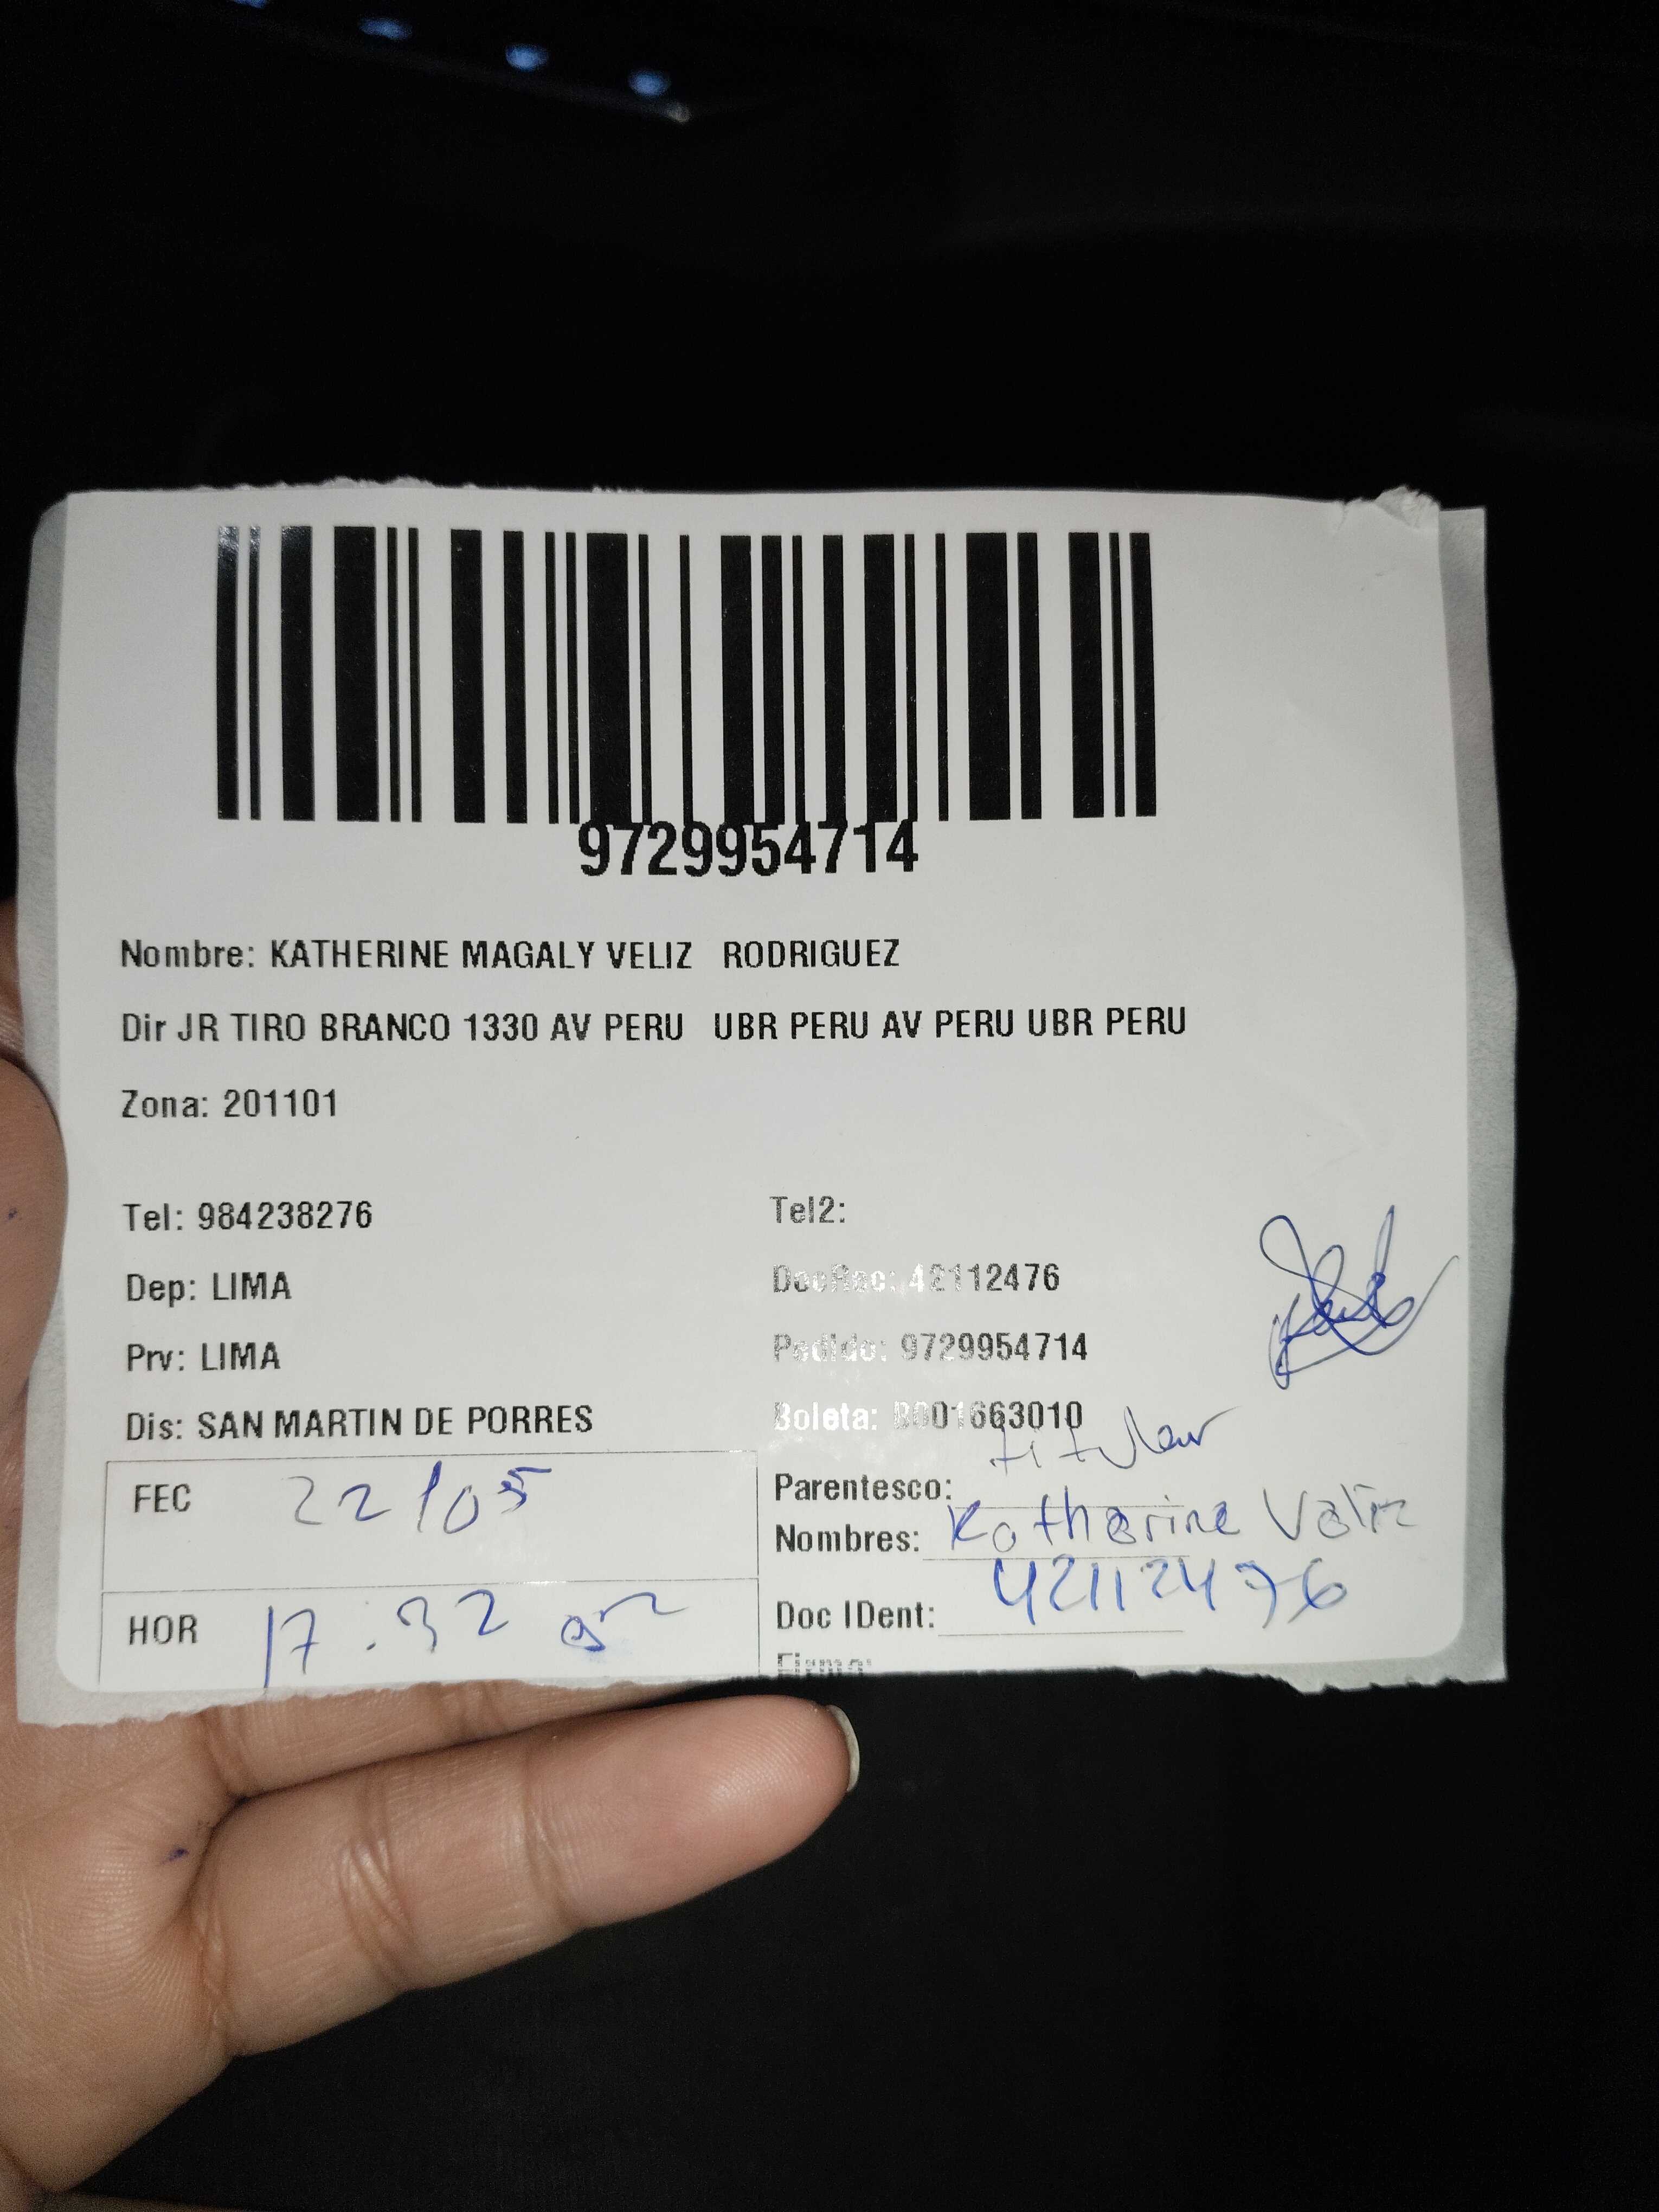 9729954714
Nombre: KATHERINE MAGALY VELIZ RODRIGUEZ
Dir JR TIRO BRANCO 1330 AV PERU UBR PERU AV PERU UBR PERU
Zona: 201101
Tel: 984238276
Tel2:
Dep: LIMA
DocRac: 42112476
Prv: LIMA
Pedido: 9729954714
Dis: SAN MARTIN DE PORRES
Boleta: B001663010
titular
FEC 22/05
Parentesco:
Nombres: Katherine Veliz
HOR 17:32
Doc IDent: 42112476
Firma: